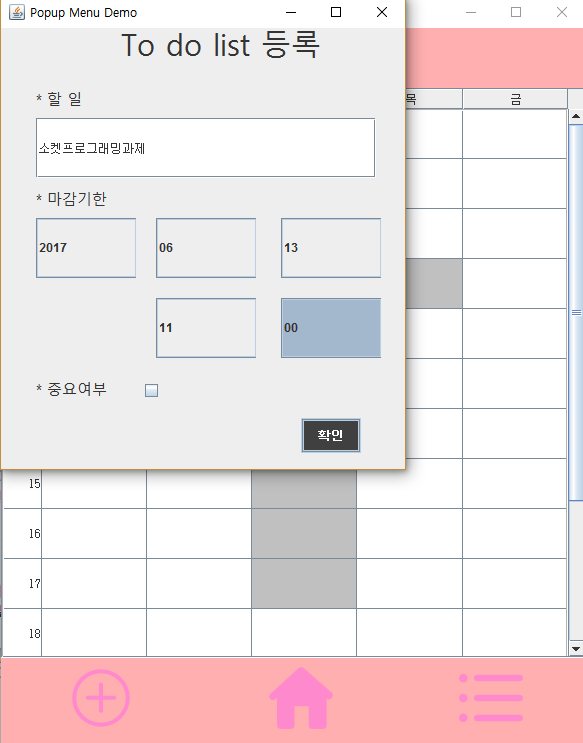 Popup Menu Demo
To do list 등록
* 할 일
소켓프로그래밍과제
* 마감기한
2017 06 13
11 00
* 중요여부
확인
목 금
15
16
17
18